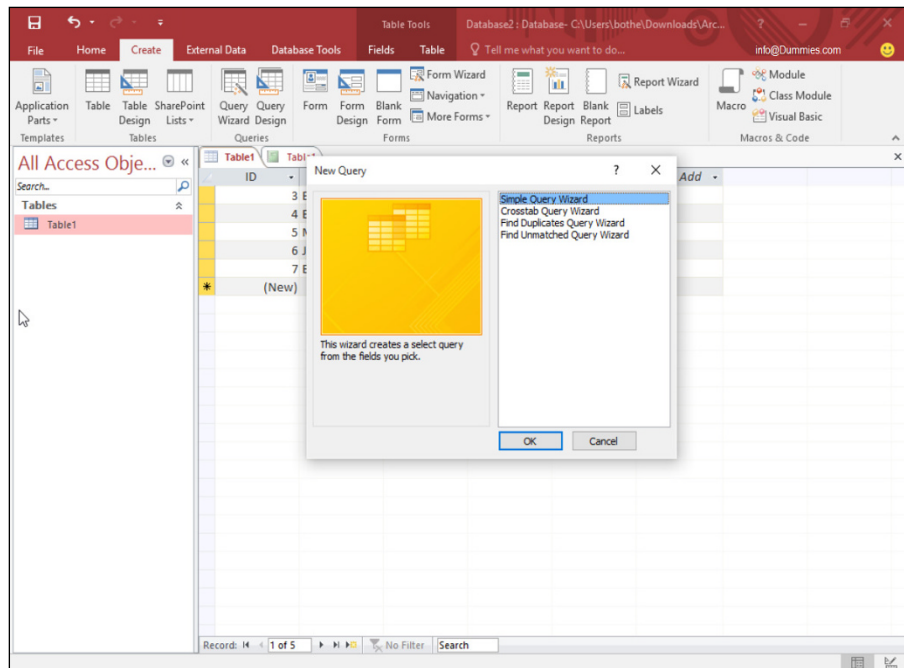 Table Tools
Database2 : Database- C:\Users\bothe\Downloads\Arc...
?
File Home Create External Data Database Tools Fields Table Tell me what you want to do... info@Dummies.com
Application Parts
Table
Table Design
SharePoint Lists
Query Wizard
Query Design
Form
Form Design
Blank Form
Form Wizard
Navigation
More Forms
Report
Report Design
Blank Report
Report Wizard
Labels
Macro
Module
Class Module
Visual Basic
Templates Tables Queries Forms Reports Macros & Code
All Access Obje...
Search...
Tables
Table1
Table1
ID Add
3
4
5
6
7
(New)
New Query ?
Simple Query Wizard
Crosstab Query Wizard
Find Duplicates Query Wizard
Find Unmatched Query Wizard
This wizard creates a select query
from the fields you pick.
OK Cancel
Record: 1 of 5 No Filter Search